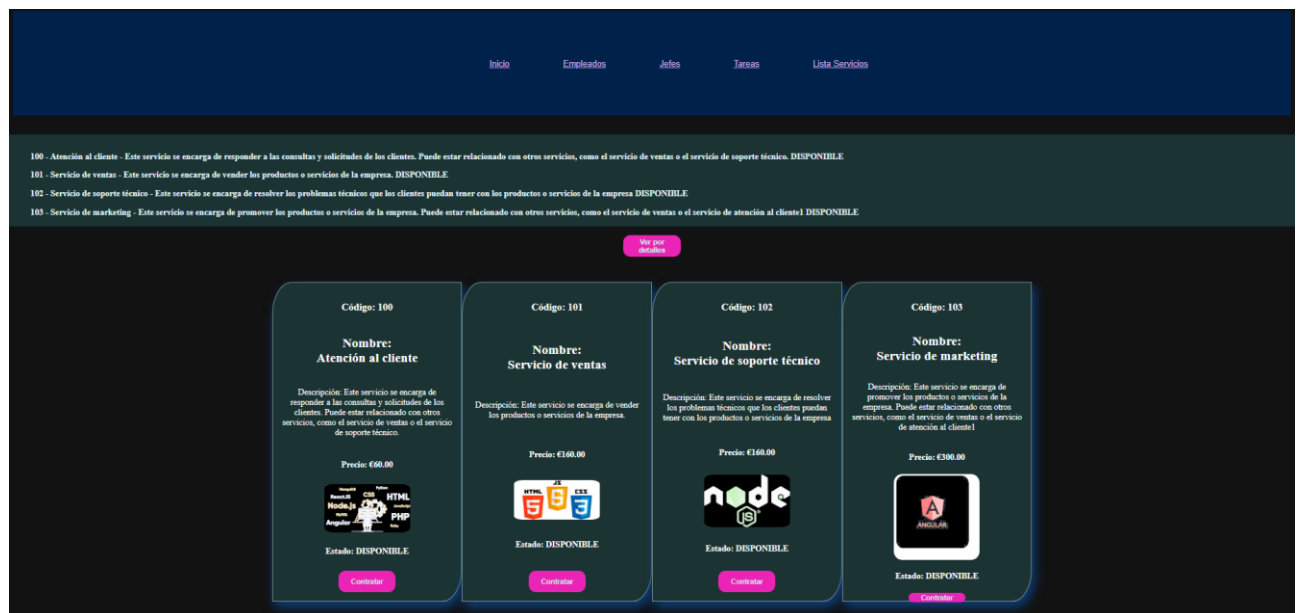 Inicio Empleados Jefes Tareas Lista Servicios
100 - Atención al cliente - Este servicio se encarga de responder a las consultas y solicitudes de los clientes. Puede estar relacionado con otros servicios, como el servicio de ventas o el servicio de soporte técnico. DISPONIBLE
101 - Servicio de ventas - Este servicio se encarga de vender los productos o servicios de la empresa. DISPONIBLE
102 - Servicio de soporte técnico - Este servicio se encarga de resolver los problemas técnicos que los clientes puedan tener con los productos o servicios de la empresa DISPONIBLE
103 - Servicio de marketing - Este servicio se encarga de promover los productos o servicios de la empresa. Puede estar relacionado con otros servicios, como el servicio de ventas o el servicio de atención al cliente1 DISPONIBLE
Ver por
detalles
Código: 100
Nombre:
Atención al cliente
Descripción: Este servicio se encarga de
responder a las consultas y solicitudes de los
clientes. Puede estar relacionado con otros
servicios, como el servicio de ventas o el servicio
de soporte técnico.
Precio: €60.00
MongoDB Python
ReactJS CSS HTML
Node.js JavaScript
MySQL PHP
Angular Ruby
Estado: DISPONIBLE
Contratar
Código: 101
Nombre:
Servicio de ventas
Descripción: Este servicio se encarga de vender
los productos o servicios de la empresa.
Precio: €160.00
HTML JS CSS
5 5 3
Estado: DISPONIBLE
Contratar
Código: 102
Nombre:
Servicio de soporte técnico
Descripción: Este servicio se encarga de resolver
los problemas técnicos que los clientes puedan
tener con los productos o servicios de la empresa
Precio: €160.00
node
JS
Estado: DISPONIBLE
Contratar
Código: 103
Nombre:
Servicio de marketing
Descripción: Este servicio se encarga de
promover los productos o servicios de la
empresa. Puede estar relacionado con otros
servicios, como el servicio de ventas o el servicio
de atención al cliente1
Precio: €300.00
A
ANGULAR
Estado: DISPONIBLE
Contratar